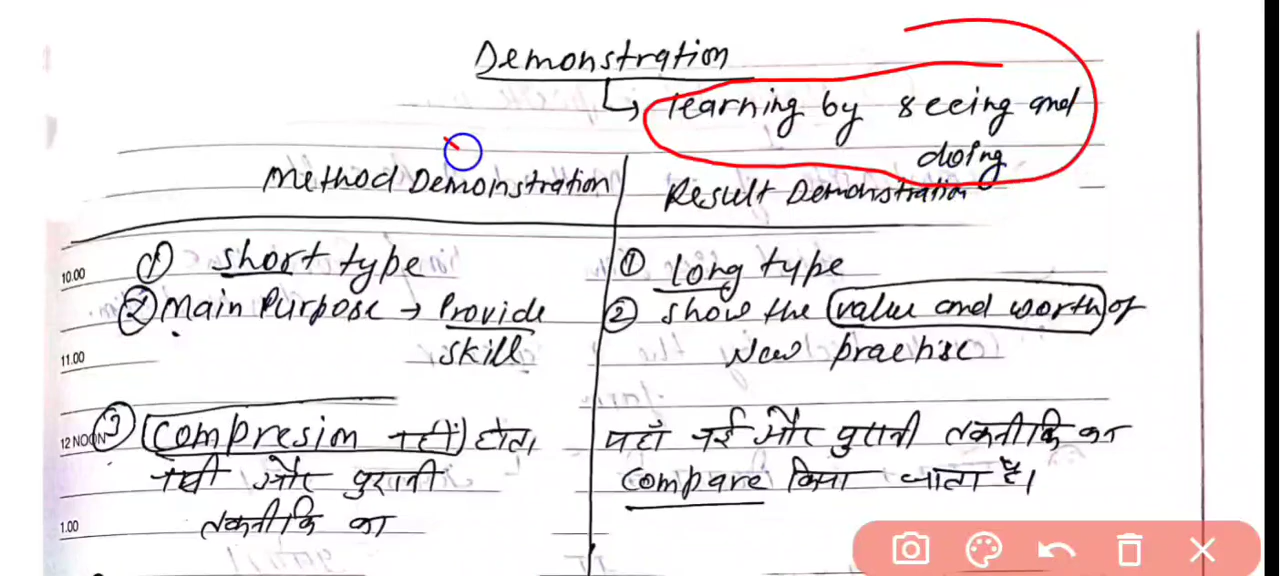 Demonstration
↳ learning by seeing and
doing
Method Demonstration
Result Demonstration
10.00
① short type
① long type
② Main Purpose → Provide
skill
② show the value and worth of
New practise
11.00
12 NOON
③ (Compresion नही) होता
नयी और पुरानी
तकनीकि का
यहाँ नई और पुरानी तकनीकि का
Compare किया जाता है।
1.00